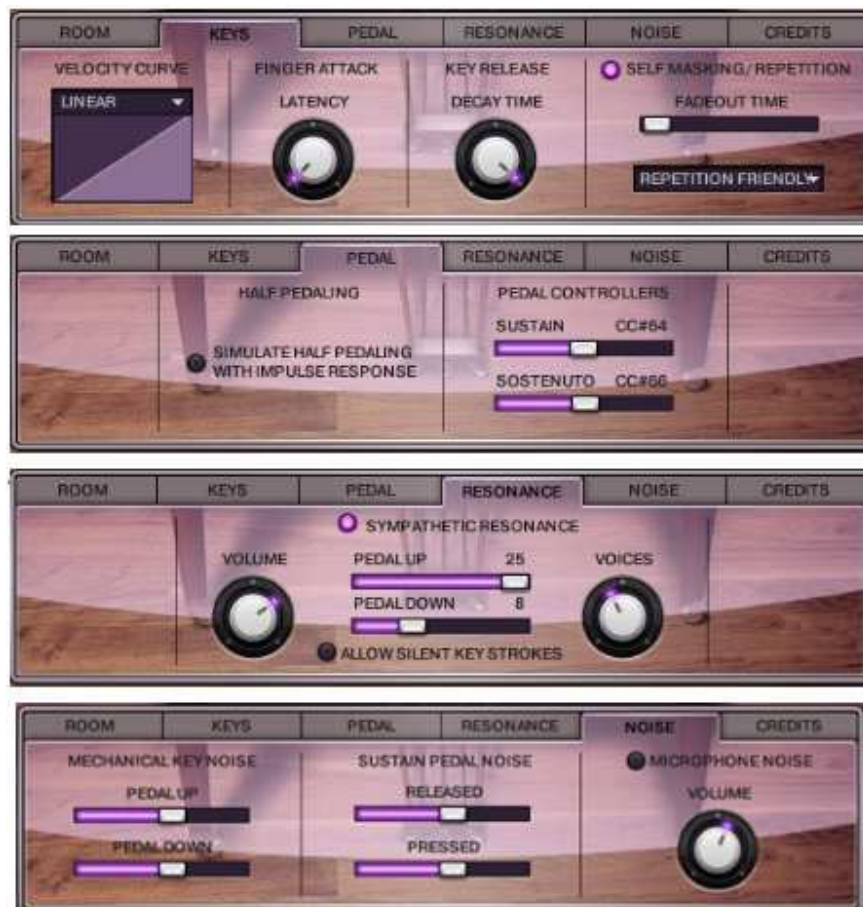 ROOM KEYS PEDAL RESONANCE NOISE CREDITS
VELOCITY CURVE FINGER ATTACK KEY RELEASE SELF MASKING/REPETITION
LINEAR LATENCY DECAY TIME FADEOUT TIME
REPETITION FRIENDLY
ROOM KEYS PEDAL RESONANCE NOISE CREDITS
HALF PEDALING PEDAL CONTROLLERS
SUSTAIN CC#64
SIMULATE HALF PEDALING
WITH IMPULSE RESPONSE
SOSTENUTO CC#66
ROOM KEYS PEDAL RESONANCE NOISE CREDITS
SYMPATHETIC RESONANCE
VOLUME PEDAL UP 25 VOICES
PEDAL DOWN 8
ALLOW SILENT KEY STROKES
ROOM KEYS PEDAL RESONANCE NOISE CREDITS
MECHANICAL KEY NOISE SUSTAIN PEDAL NOISE MICROPHONE NOISE
PEDAL UP RELEASED VOLUME
PEDAL DOWN PRESSED